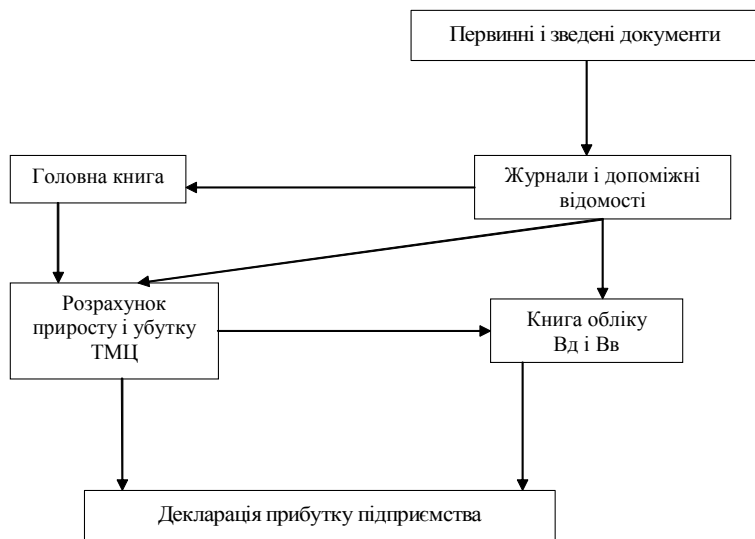 Первинні і зведені документи
Головна книга
Журнали і допоміжні
відомості
Розрахунок
приросту і убутку
ТМЦ
Книга обліку
Вд і Вв
Декларація прибутку підприємства